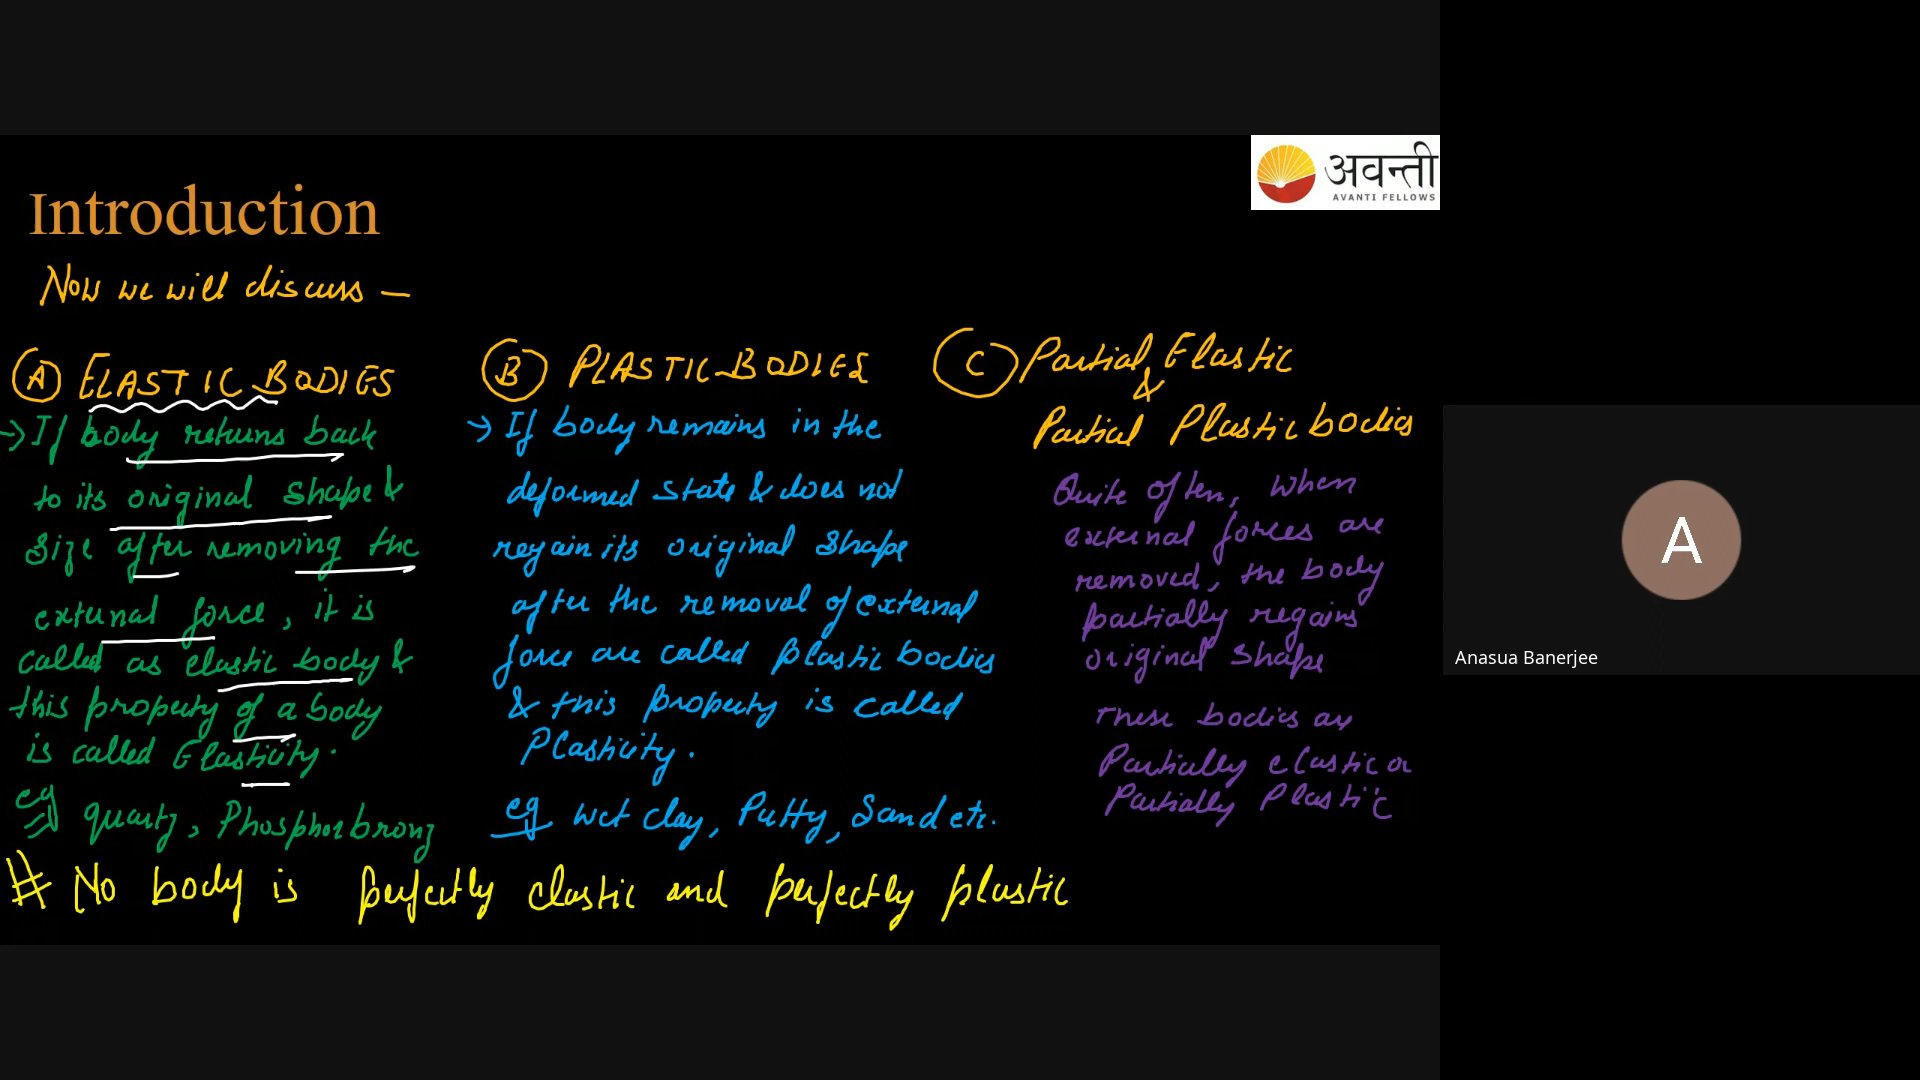 अवन्ती
AVANTI FELLOWS
Introduction
Now we will discuss —
(A) ELASTIC BODIES
→ If body returns back
to its original shape &
size after removing the
external force, it is
called as elastic body &
this property of a body
is called Elasticity.
eg quartz, Phosphor bronz
(B) PLASTIC BODIES
→ If body remains in the
deformed state & does not
regain its original shape
after the removal of external
force are called plastic bodies
& this property is called
Plasticity.
eg wet clay, Putty, Sand etc.
(C) Partial Elastic
&
Partial Plastic bodies
Quite often, when
external forces are
removed, the body
partially regains
original shape
These bodies are
Partially elastic or
Partially Plastic
# No body is perfectly elastic and perfectly plastic
A
Anasua Banerjee